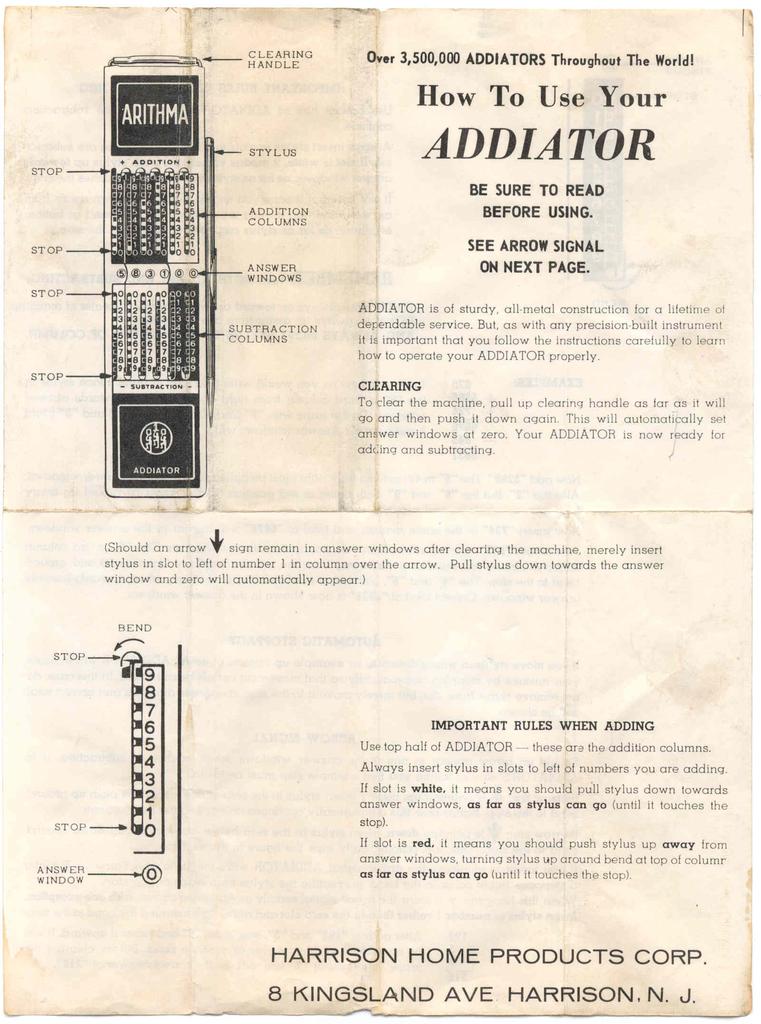 CLEARING
HANDLE
ARITHMA
STYLUS
+ ADDITION +
STOP
ADDITION
COLUMNS
STOP
ANSWER
WINDOWS
5 8 3 1 0 0
STOP
SUBTRACTION
COLUMNS
STOP
- SUBTRACTION -
ADDIATOR
Over 3,500,000 ADDIATORS Throughout The World!
How To Use Your
ADDIATOR
BE SURE TO READ
BEFORE USING.
SEE ARROW SIGNAL
ON NEXT PAGE.
ADDIATOR is of sturdy, all-metal construction for a lifetime of
dependable service. But, as with any precision-built instrument
it is important that you follow the instructions carefully to learn
how to operate your ADDIATOR properly.
CLEARING
To clear the machine, pull up clearing handle as far as it will
go and then push it down again. This will automatically set
answer windows at zero. Your ADDIATOR is now ready for
adding and subtracting.
(Should an arrow ↓ sign remain in answer windows after clearing the machine, merely insert
stylus in slot to left of number 1 in column over the arrow. Pull stylus down towards the answer
window and zero will automatically appear.)
BEND
STOP
9
8
7
6
5
4
3
2
1
STOP 0
ANSWER
WINDOW
0
IMPORTANT RULES WHEN ADDING
Use top half of ADDIATOR — these are the addition columns.
Always insert stylus in slots to left of numbers you are adding.
If slot is white, it means you should pull stylus down towards
answer windows, as far as stylus can go (until it touches the
stop).
If slot is red, it means you should push stylus up away from
answer windows, turning stylus up around bend at top of column
as far as stylus can go (until it touches the stop).
HARRISON HOME PRODUCTS CORP.
8 KINGSLAND AVE. HARRISON, N. J.